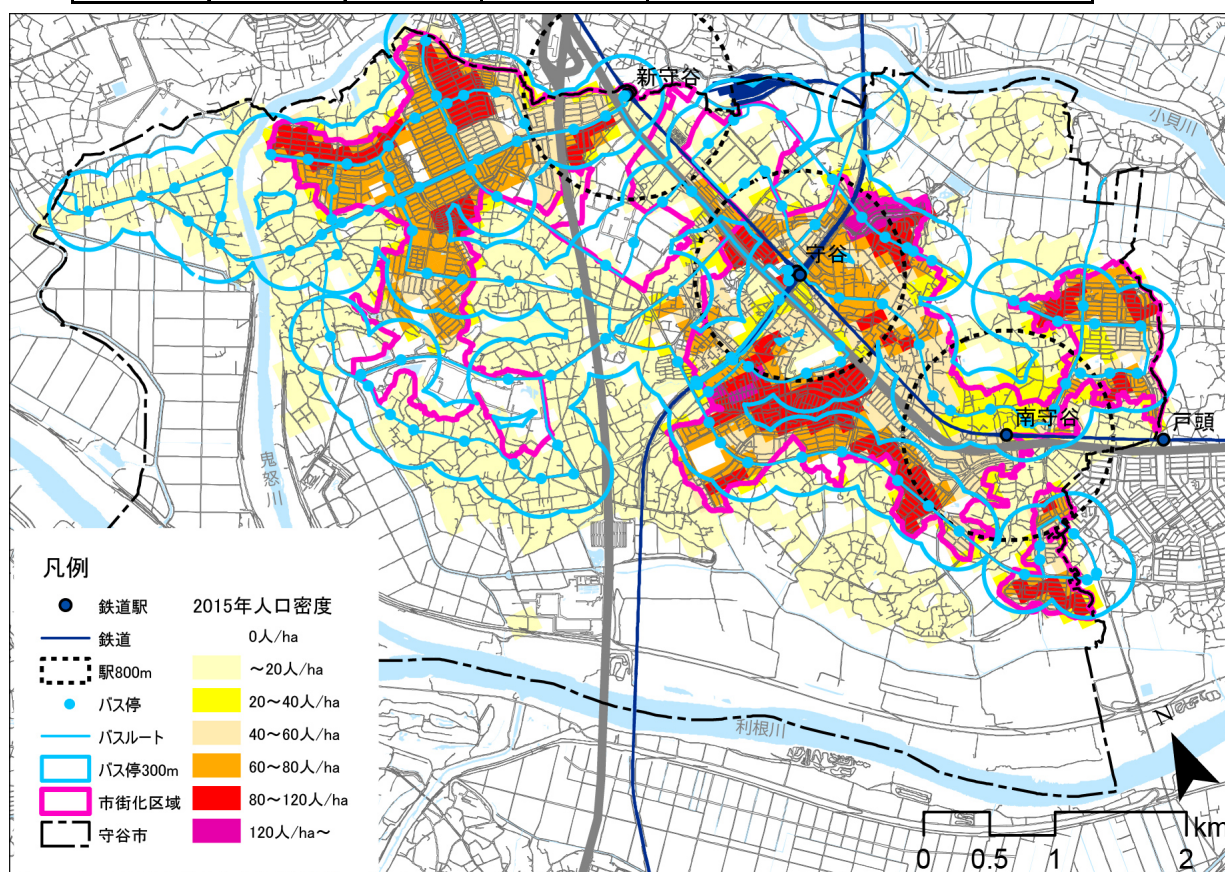 新守谷
小貝川
守谷
南守谷
戸頭
鬼怒川
利根川
凡例
鉄道駅
鉄道
駅800m
バス停
バスルート
バス停300m
市街化区域
守谷市
2015年人口密度
0人/ha
～20人/ha
20～40人/ha
40～60人/ha
60～80人/ha
80～120人/ha
120人/ha～
N
km
0 0.5 1 2